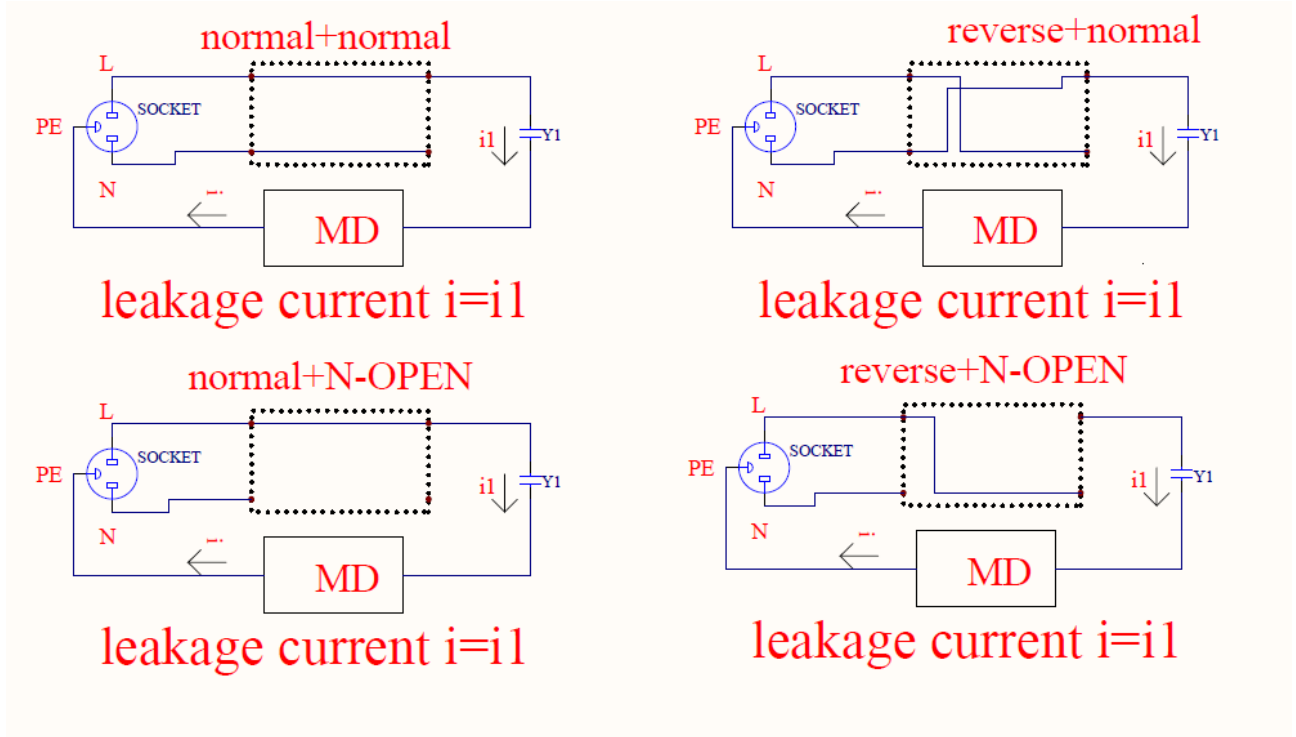 normal+normal
L
SOCKET
PE
N
i
i1
Y1
MD
leakage current i=i1
reverse+normal
L
SOCKET
PE
N
i
i1
Y1
MD
leakage current i=i1
normal+N-OPEN
L
SOCKET
PE
N
i
i1
Y1
MD
leakage current i=i1
reverse+N-OPEN
L
SOCKET
PE
N
i
i1
Y1
MD
leakage current i=i1